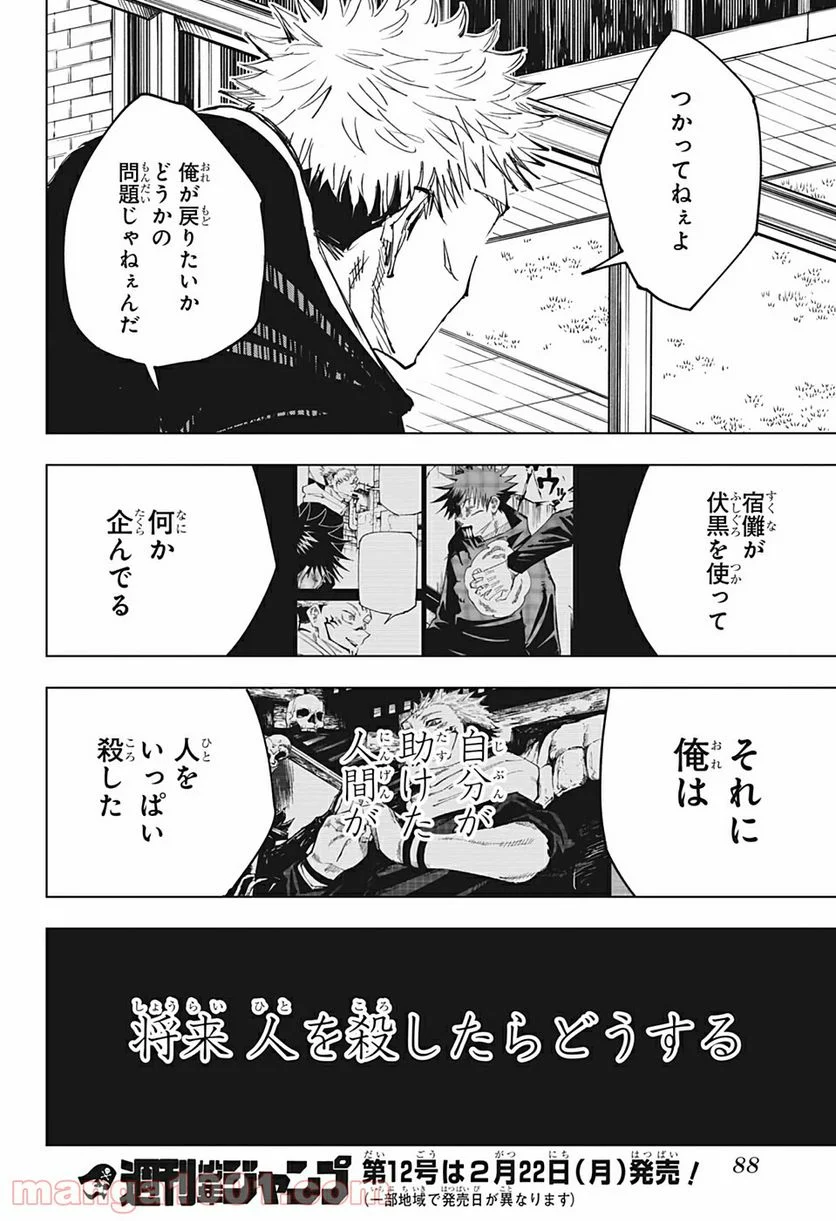 つかってねぇよ
俺が戻りたいか
どうかの
問題じゃねぇんだ
ウッ
宿儺が
伏黒を使って
何か
企んでる
それに
俺は
自分が
助けた
人間が
人を
いっぱい
殺した
将来 人を殺したらどうする
週刊少年ジャンプ 第12号は2月22日(月)発売!
(一部地域で発売日が異なります)
88